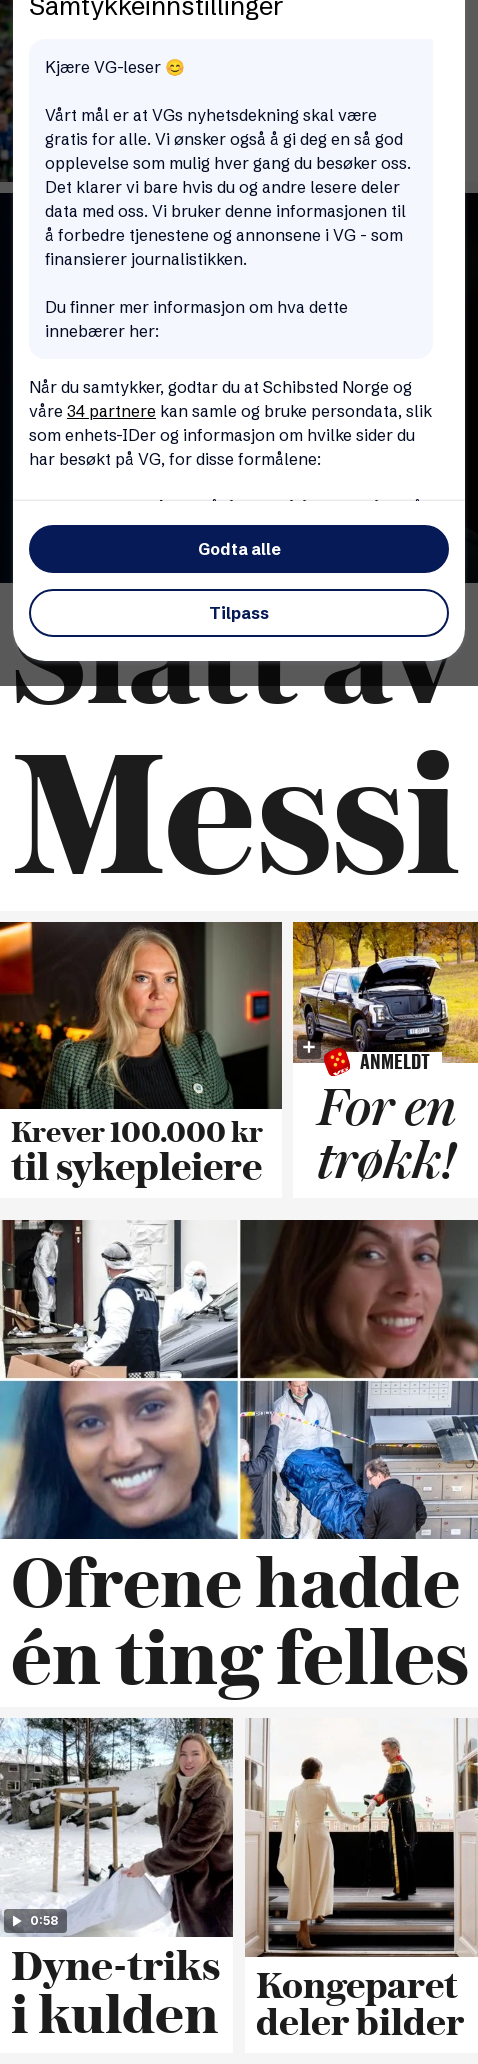 Samtykkeinnstillinger
Kjære VG-leser 😊
Vårt mål er at VGs nyhetsdekning skal være
gratis for alle. Vi ønsker også å gi deg en så god
opplevelse som mulig hver gang du besøker oss.
Det klarer vi bare hvis du og andre lesere deler
data med oss. Vi bruker denne informasjonen til
å forbedre tjenestene og annonsene i VG - som
finansierer journalistikken.
Du finner mer informasjon om hva dette
innebærer her:
Når du samtykker, godtar du at Schibsted Norge og
våre 34 partnere kan samle og bruke persondata, slik
som enhets-IDer og informasjon om hvilke sider du
har besøkt på VG, for disse formålene:
Godta alle
Tilpass
Slått av
Messi
Krever 100.000 kr
til sykepleiere
ANMELDT
For en
trøkk!
Ofrene hadde
én ting felles
0:58
Dyne-triks
i kulden
Kongeparet
deler bilder